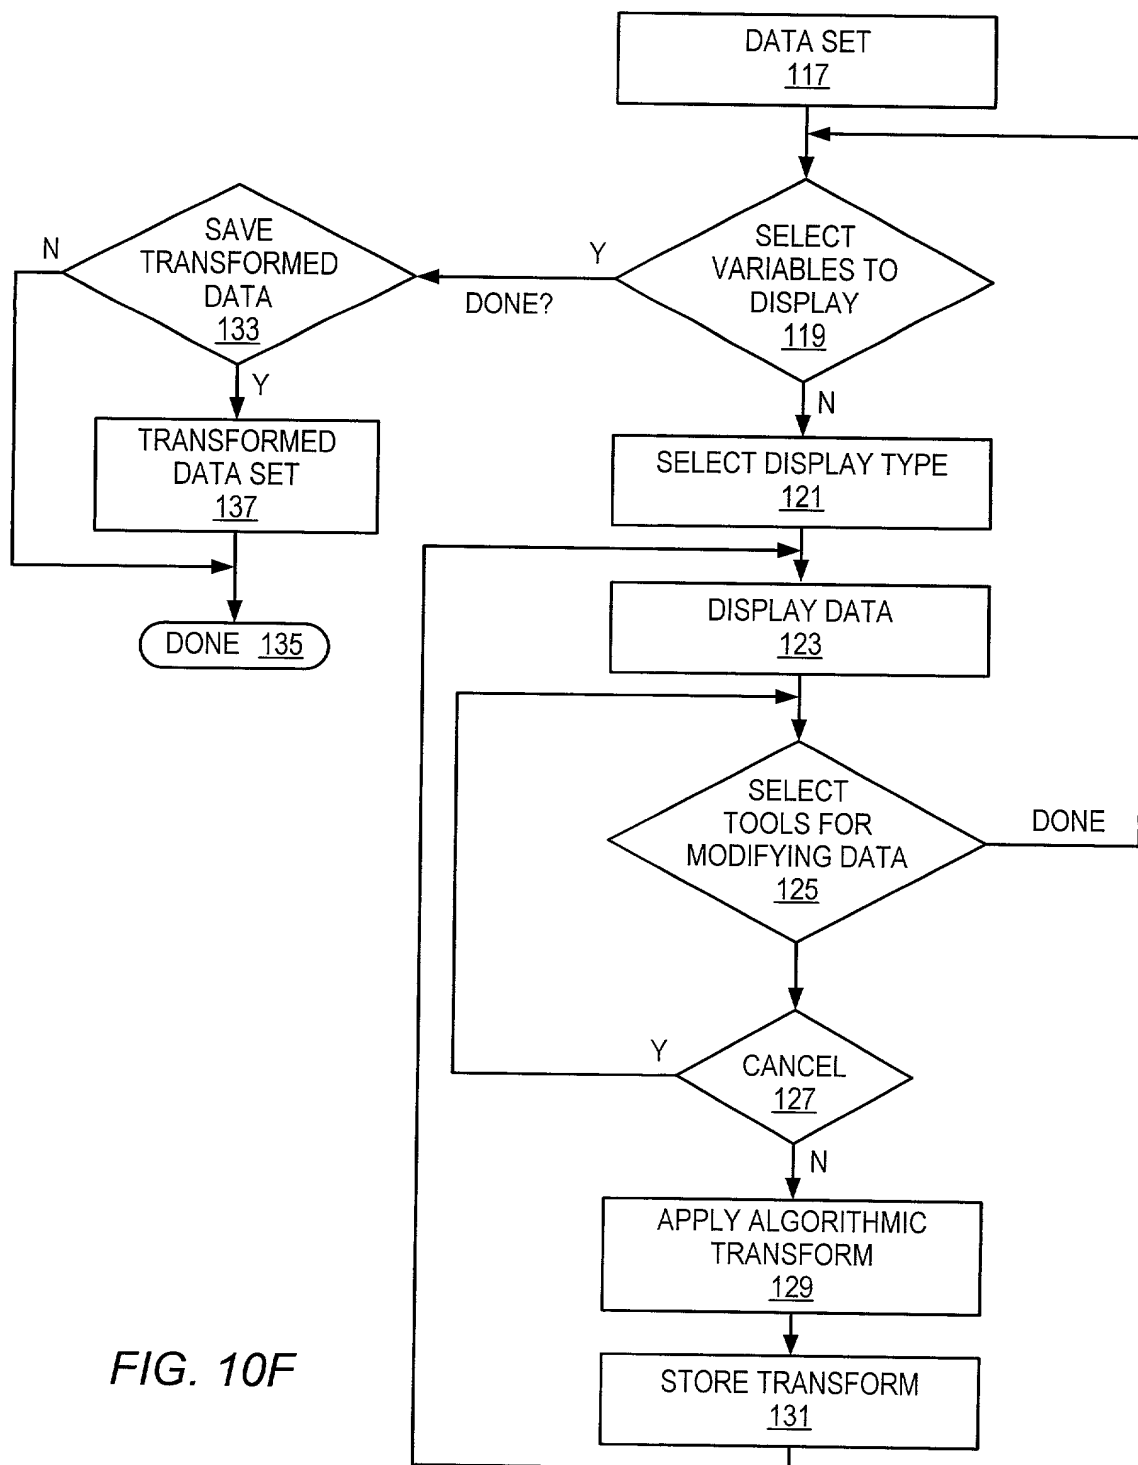 DATA SET
117
SELECT
VARIABLES TO
DISPLAY
119
Y
DONE?
N
SAVE
TRANSFORMED
DATA
133
N
Y
TRANSFORMED
DATA SET
137
DONE 135
SELECT DISPLAY TYPE
121
DISPLAY DATA
123
SELECT
TOOLS FOR
MODIFYING DATA
125
DONE
CANCEL
127
Y
N
APPLY ALGORITHMIC
TRANSFORM
129
STORE TRANSFORM
131
FIG. 10F